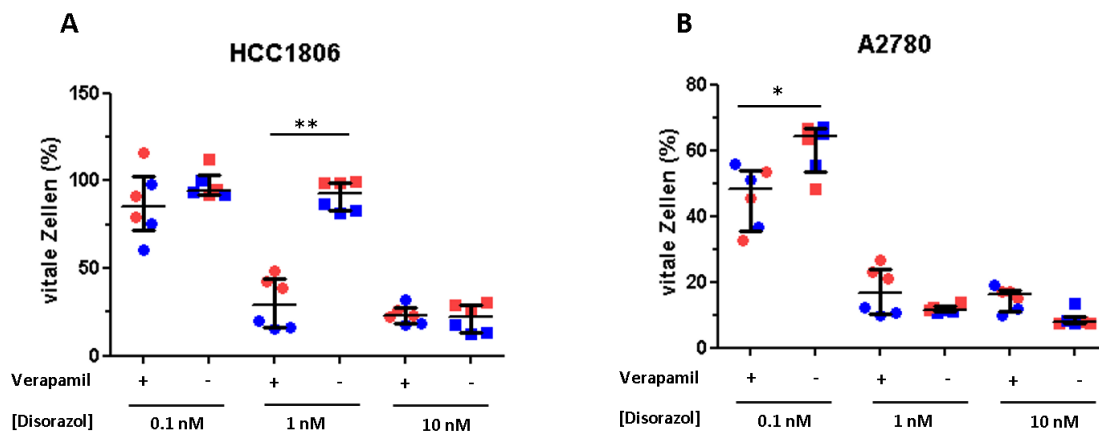 A
HCC1806
vitale Zellen (%)
150
100
50
0
**
Verapamil + - + - + -
[Disorazol] 0.1 nM 1 nM 10 nM
B
A2780
vitale Zellen (%)
80
60
40
20
0
*
Verapamil + - + - + -
[Disorazol] 0.1 nM 1 nM 10 nM